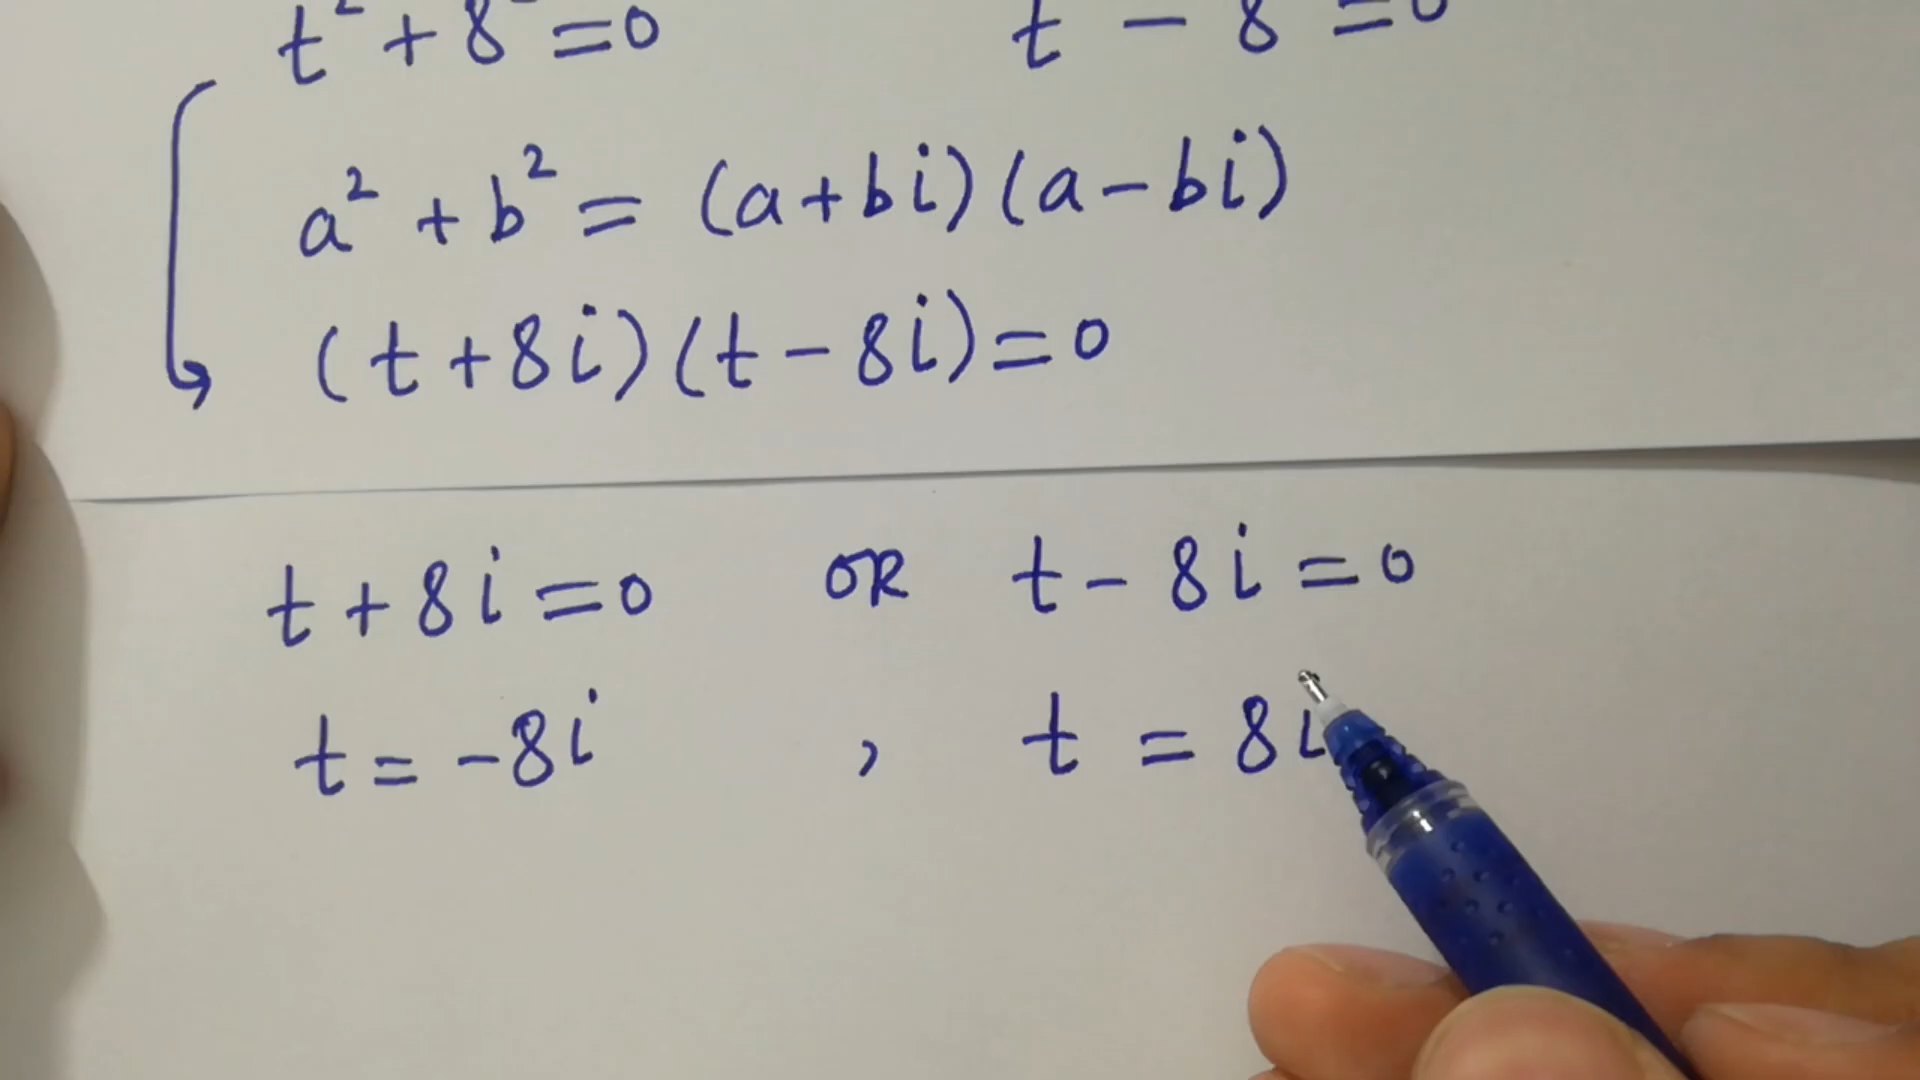 t² + 8² = 0 t - 8 = 0
a² + b² = (a + bi)(a - bi)
(t + 8i)(t - 8i) = 0
t + 8i = 0 OR t - 8i = 0
t = -8i , t = 8i